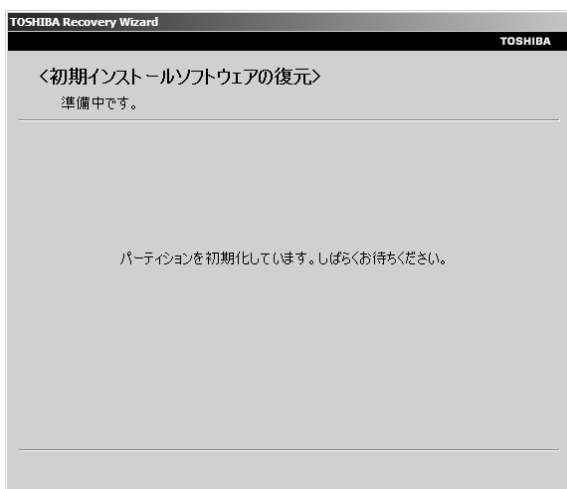 TOSHIBA Recovery Wizard
TOSHIBA
<初期インストールソフトウェアの復元>
準備中です。
パーティションを初期化しています。しばらくお待ちください。